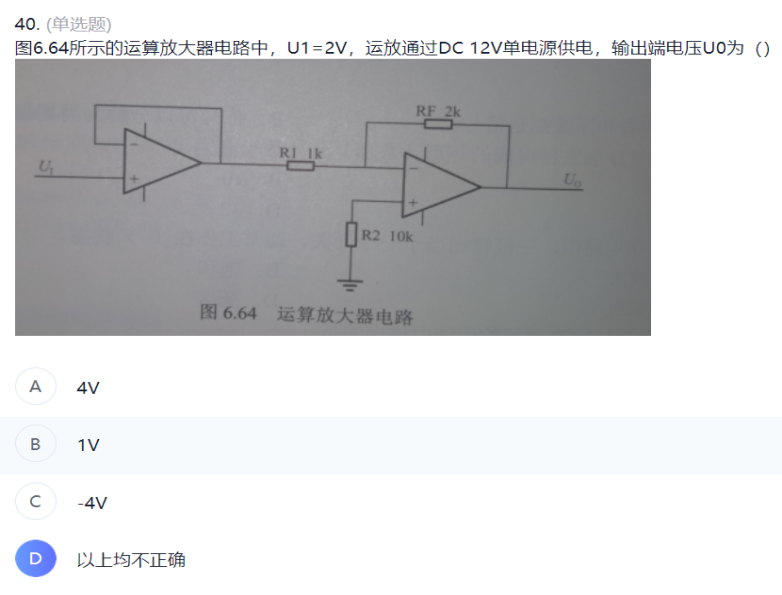 40. (单选题)
图6.64所示的运算放大器电路中，U1=2V，运放通过DC 12V单电源供电，输出端电压U0为（）
RF 2k
R1 1k
U₁
U₀
R2 10k
图 6.64 运算放大器电路
A 4V
B 1V
C -4V
D 以上均不正确